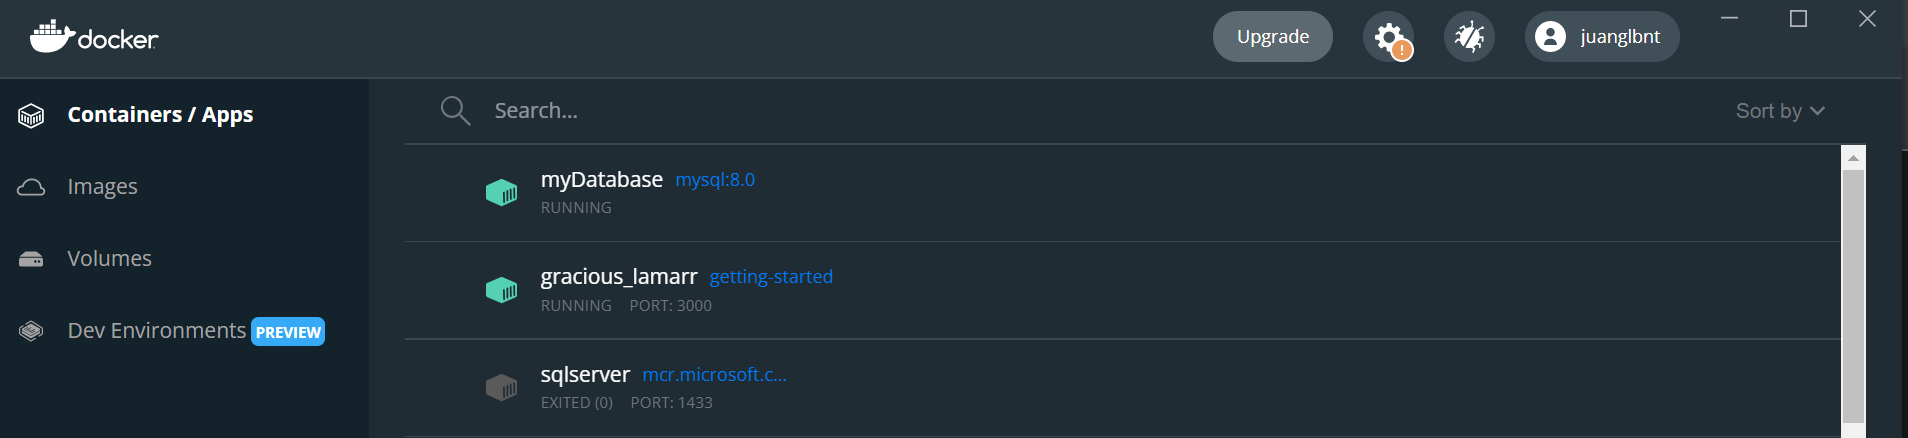 docker
Upgrade
!
juanglbnt
Containers / Apps
Images
Volumes
Dev Environments PREVIEW
Search...
Sort by
myDatabase mysql:8.0
RUNNING
gracious_lamarr getting-started
RUNNING PORT: 3000
sqlserver mcr.microsoft.c...
EXITED (0) PORT: 1433